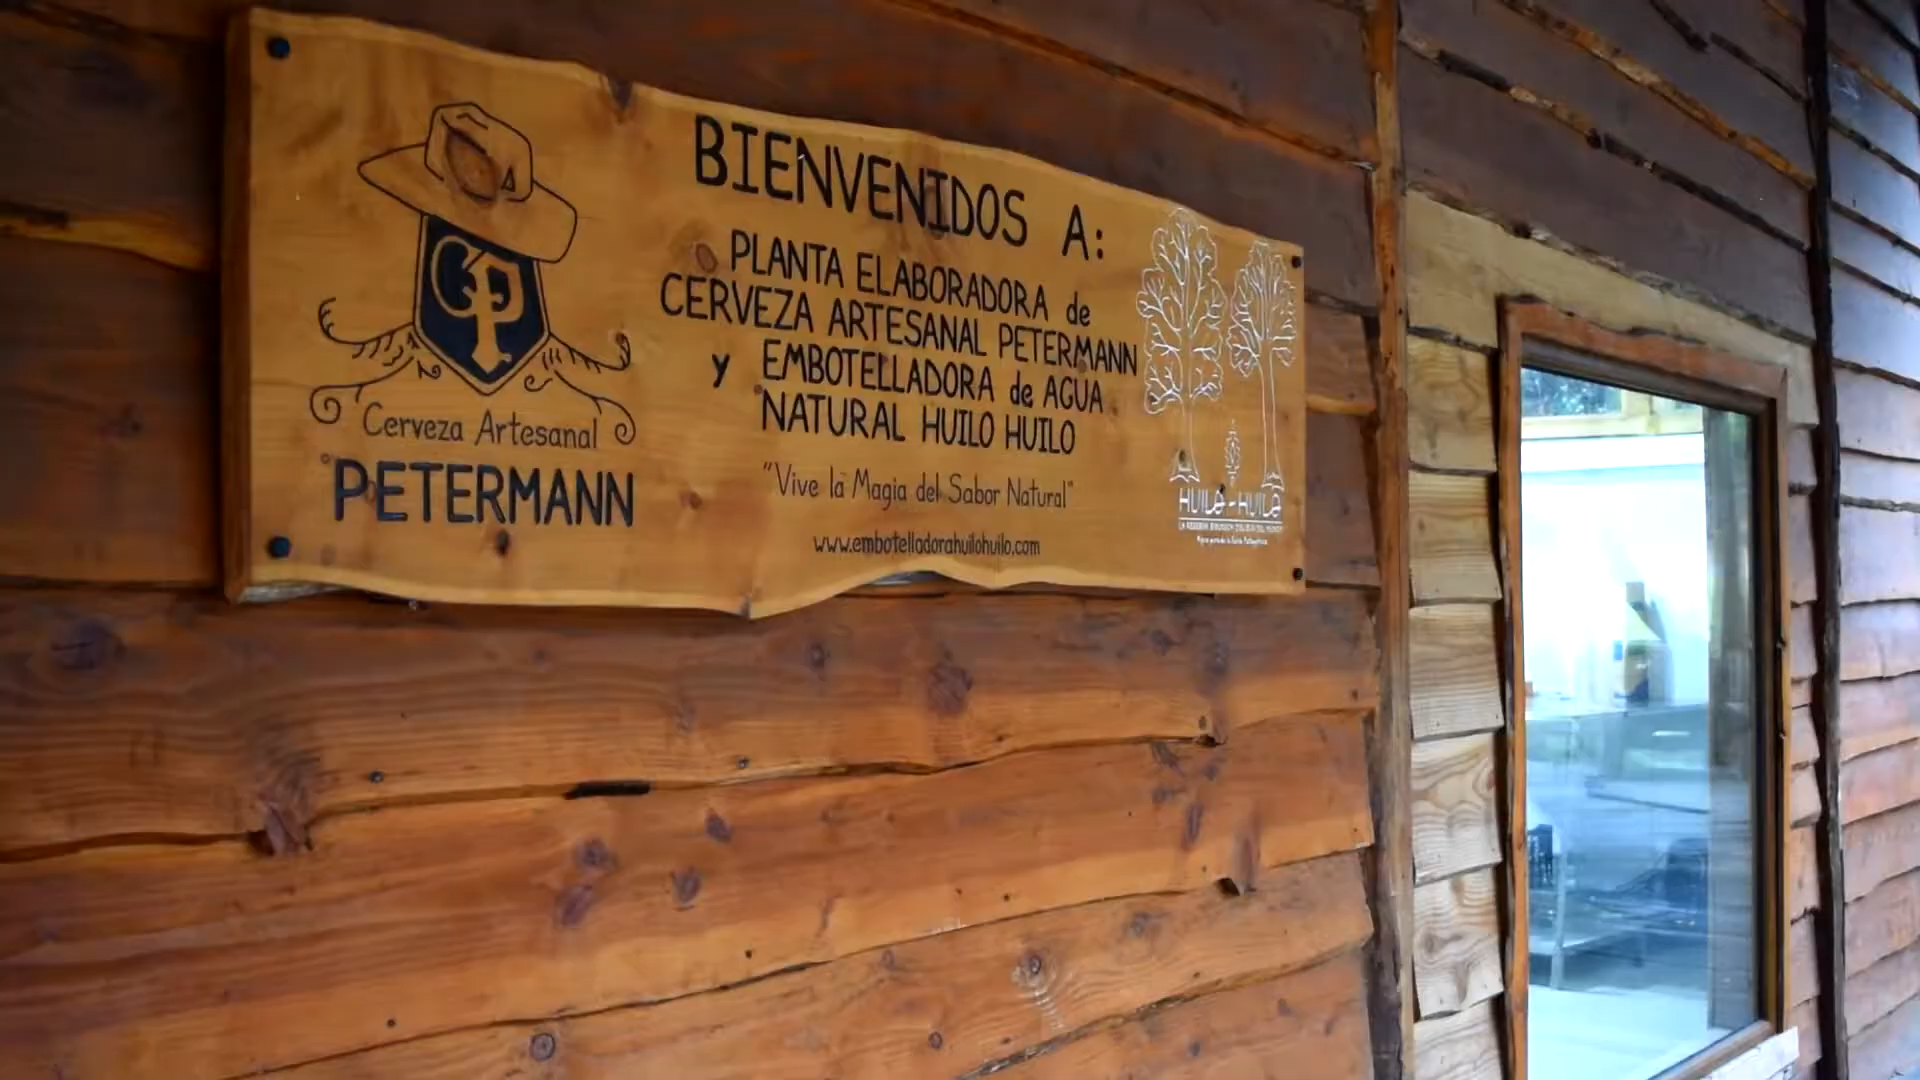 CP
Cerveza Artesanal
PETERMANN
BIENVENIDOS A:
PLANTA ELABORADORA de
CERVEZA ARTESANAL PETERMANN
y EMBOTELLADORA de AGUA
NATURAL HUILO HUILO
"Vive la Magia del Sabor Natural"
www.embotelladorahuilohuilo.com
HUILO-HUILO